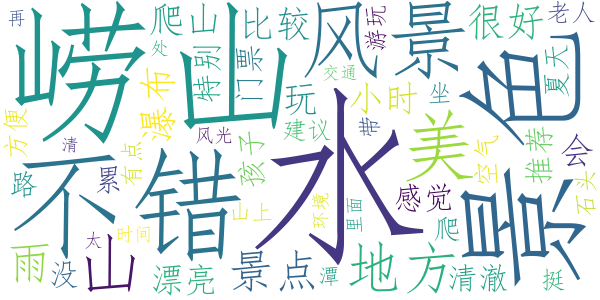 再
爬山
比较
风景
很好
老人
崂山
处
特别
门票
游玩
色
夏天
方便
瀑布
交通
玩
小时
坐
清
风光
建议
带
美
空气
推荐
会
不错
水
景
有点
孩子
路
累
感觉
石头
雨
没
山
太
时间
山上
环境
里面
爬
漂亮
景点
潭
地方
清澈
挺